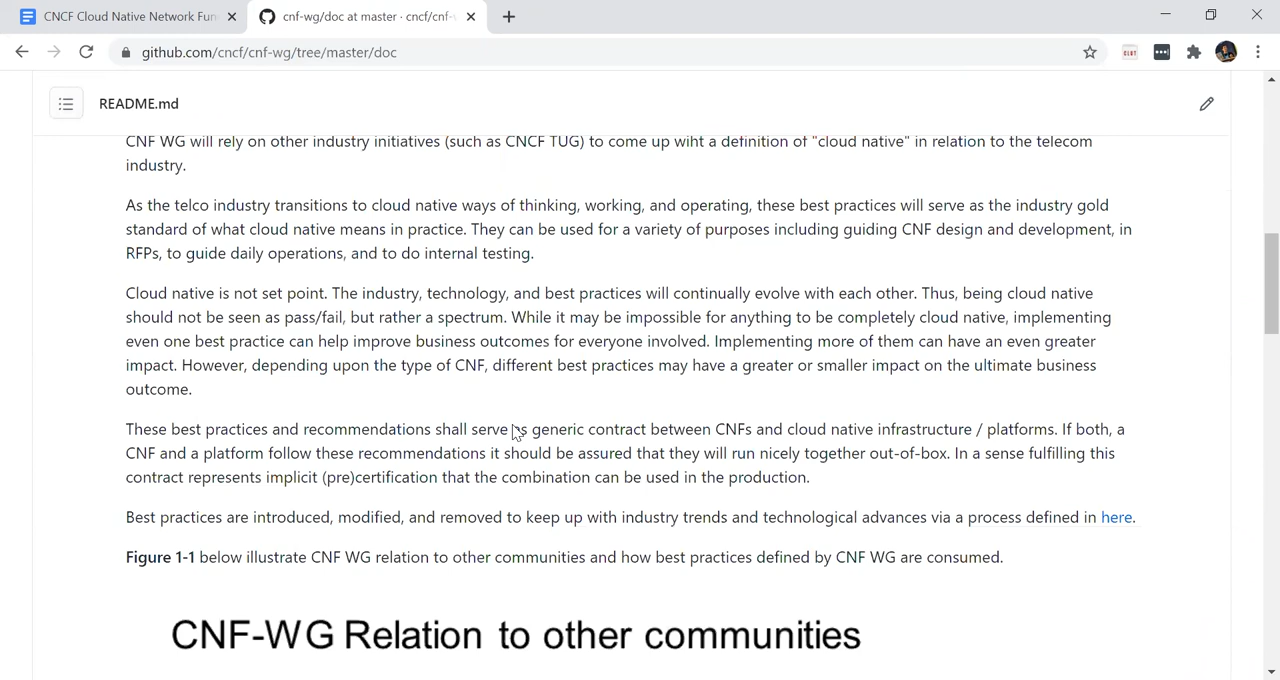 CNCF Cloud Native Network Fun
cnf-wg/doc at master · cncf/cnf-
github.com/cncf/cnf-wg/tree/master/doc
README.md
CNF WG will rely on other industry initiatives (such as CNCF TUG) to come up wiht a definition of "cloud native" in relation to the telecom
industry.
As the telco industry transitions to cloud native ways of thinking, working, and operating, these best practices will serve as the industry gold
standard of what cloud native means in practice. They can be used for a variety of purposes including guiding CNF design and development, in
RFPs, to guide daily operations, and to do internal testing.
Cloud native is not set point. The industry, technology, and best practices will continually evolve with each other. Thus, being cloud native
should not be seen as pass/fail, but rather a spectrum. While it may be impossible for anything to be completely cloud native, implementing
even one best practice can help improve business outcomes for everyone involved. Implementing more of them can have an even greater
impact. However, depending upon the type of CNF, different best practices may have a greater or smaller impact on the ultimate business
outcome.
These best practices and recommendations shall serve as generic contract between CNFs and cloud native infrastructure / platforms. If both, a
CNF and a platform follow these recommendations it should be assured that they will run nicely together out-of-box. In a sense fulfilling this
contract represents implicit (pre)certification that the combination can be used in the production.
Best practices are introduced, modified, and removed to keep up with industry trends and technological advances via a process defined in here.
Figure 1-1 below illustrate CNF WG relation to other communities and how best practices defined by CNF WG are consumed.
CNF-WG Relation to other communities